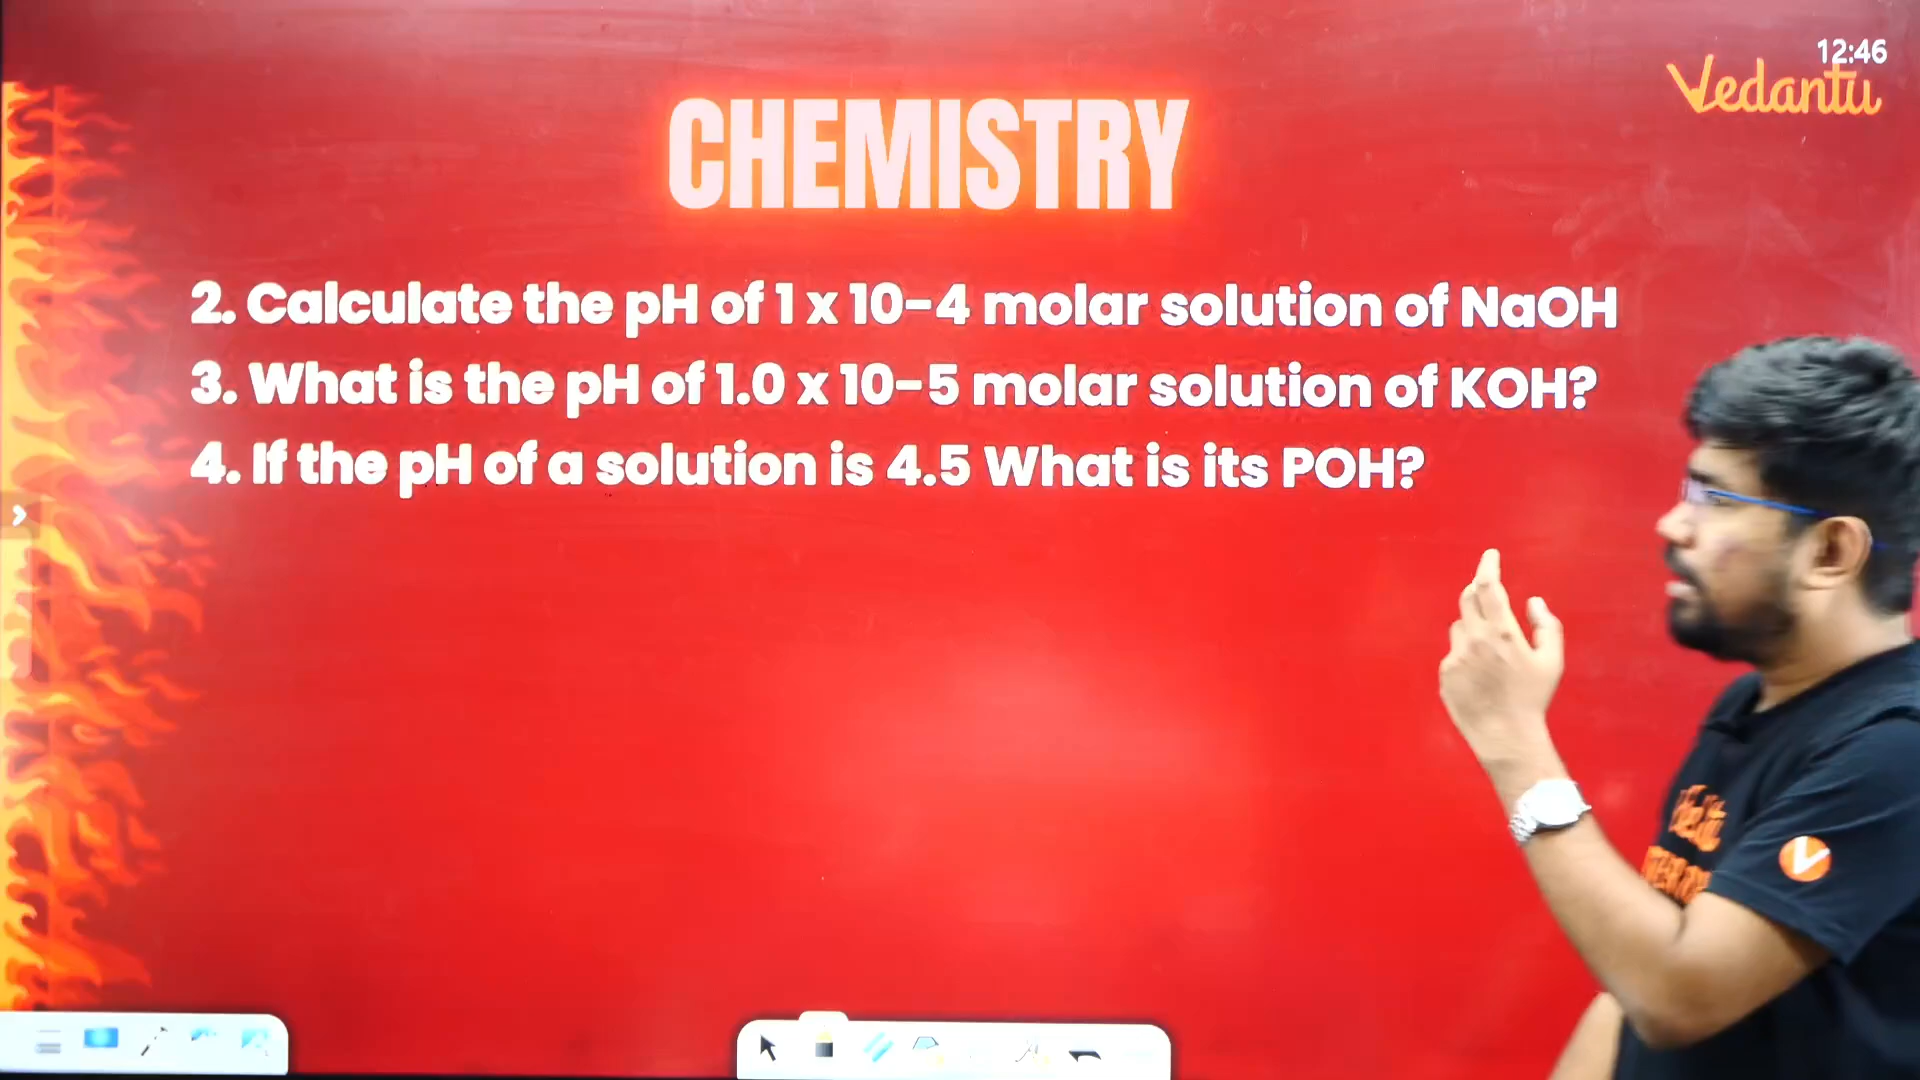 12:46
Vedantu
CHEMISTRY
2. Calculate the pH of 1 x 10-4 molar solution of NaOH
3. What is the pH of 1.0 x 10-5 molar solution of KOH?
4. If the pH of a solution is 4.5 What is its POH?